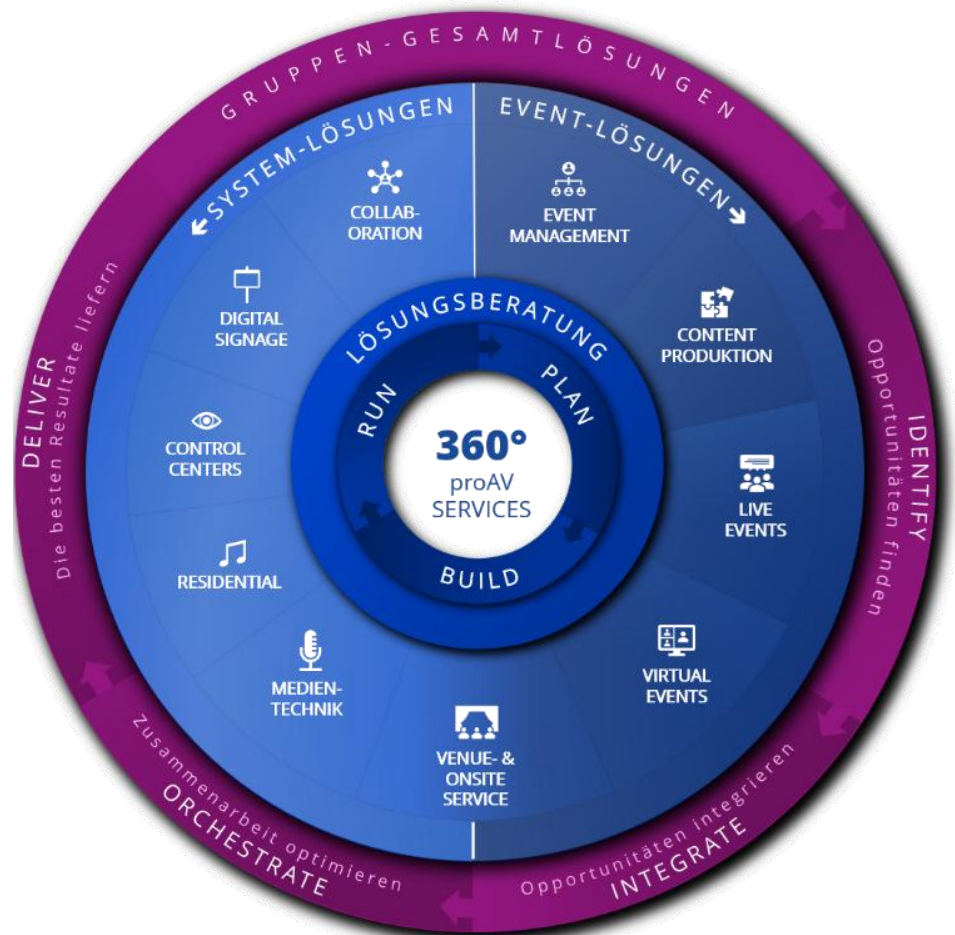 GRUPPEN-GESAMTLÖSUNGEN
SYSTEM-LÖSUNGEN
EVENT-LÖSUNGEN
COLLAB-
ORATION
EVENT
MANAGEMENT
DIGITAL
SIGNAGE
CONTENT
PRODUKTION
CONTROL
CENTERS
LIVE
EVENTS
RESIDENTIAL
VIRTUAL
EVENTS
MEDIEN-
TECHNIK
VENUE- &
ONSITE
SERVICE
LÖSUNGSBERATUNG
RUN
PLAN
BUILD
360°
proAV
SERVICES
IDENTIFY
Opportunitäten finden
Opportunitäten integrieren
INTEGRATE
Zusammenarbeit optimieren
ORCHESTRATE
DELIVER
Die besten Resultate liefern